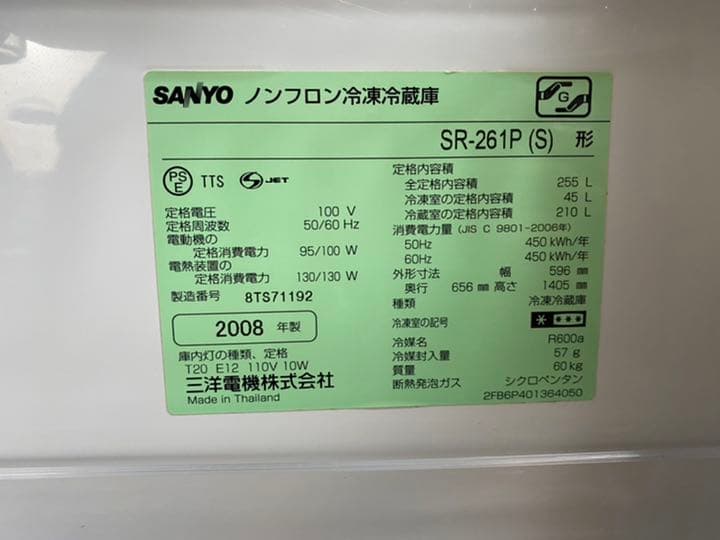 SANYO ノンフロン冷凍冷蔵庫
G
SR-261P (S) 形
PS E TTS S JET
定格電圧 100 V
定格周波数 50/60 Hz
電動機の
定格消費電力 95/100 W
電熱装置の
定格消費電力 130/130 W
製造番号 8TS71192
2008 年製
庫内灯の種類、定格
T20 E12 110V 10W
三洋電機株式会社
Made in Thailand
定格内容積
全定格内容積 255 L
冷凍室の定格内容積 45 L
冷蔵室の定格内容積 210 L
消費電力量 (JIS C 9801-2006年)
50Hz 450 kWh/年
60Hz 450 kWh/年
外形寸法 幅 596 mm
奥行 656 mm 高さ 1405 mm
種類 冷凍冷蔵庫
冷凍室の記号 * ***
冷媒名 R600a
冷媒封入量 57 g
質量 60 kg
断熱発泡ガス シクロペンタン
2FB6P401364050